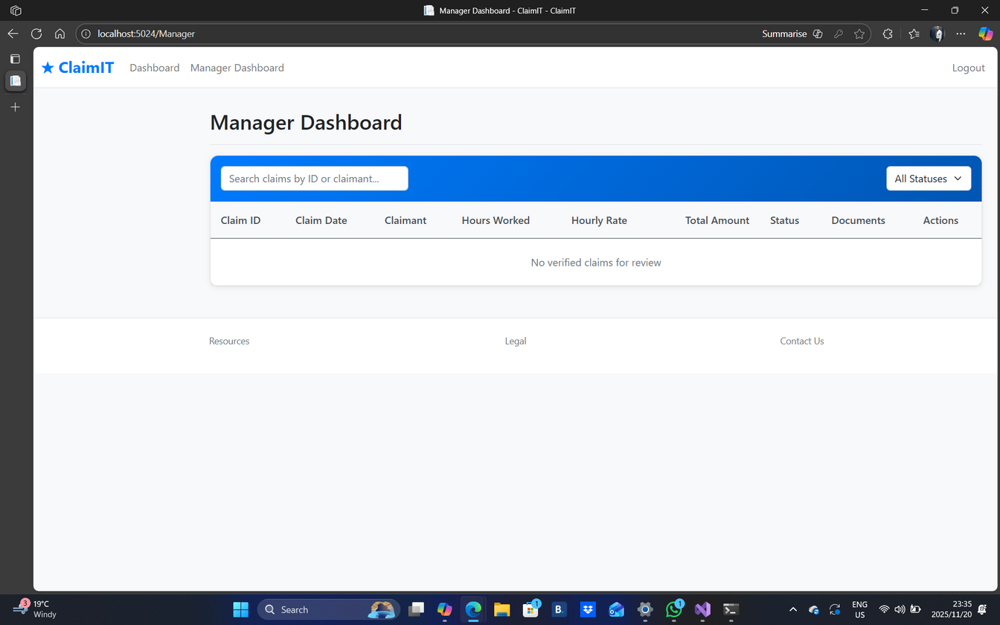 Manager Dashboard - ClaimIT - ClaimIT
localhost:5024/Manager
Summarise
★ ClaimIT
Dashboard
Manager Dashboard
Logout
Manager Dashboard
Search claims by ID or claimant...
All Statuses
Claim ID Claim Date Claimant Hours Worked Hourly Rate Total Amount Status Documents Actions
No verified claims for review
Resources Legal Contact Us
3
19°C
Windy
Search
1
B.
1
ENG
US
23:35
2025/11/20